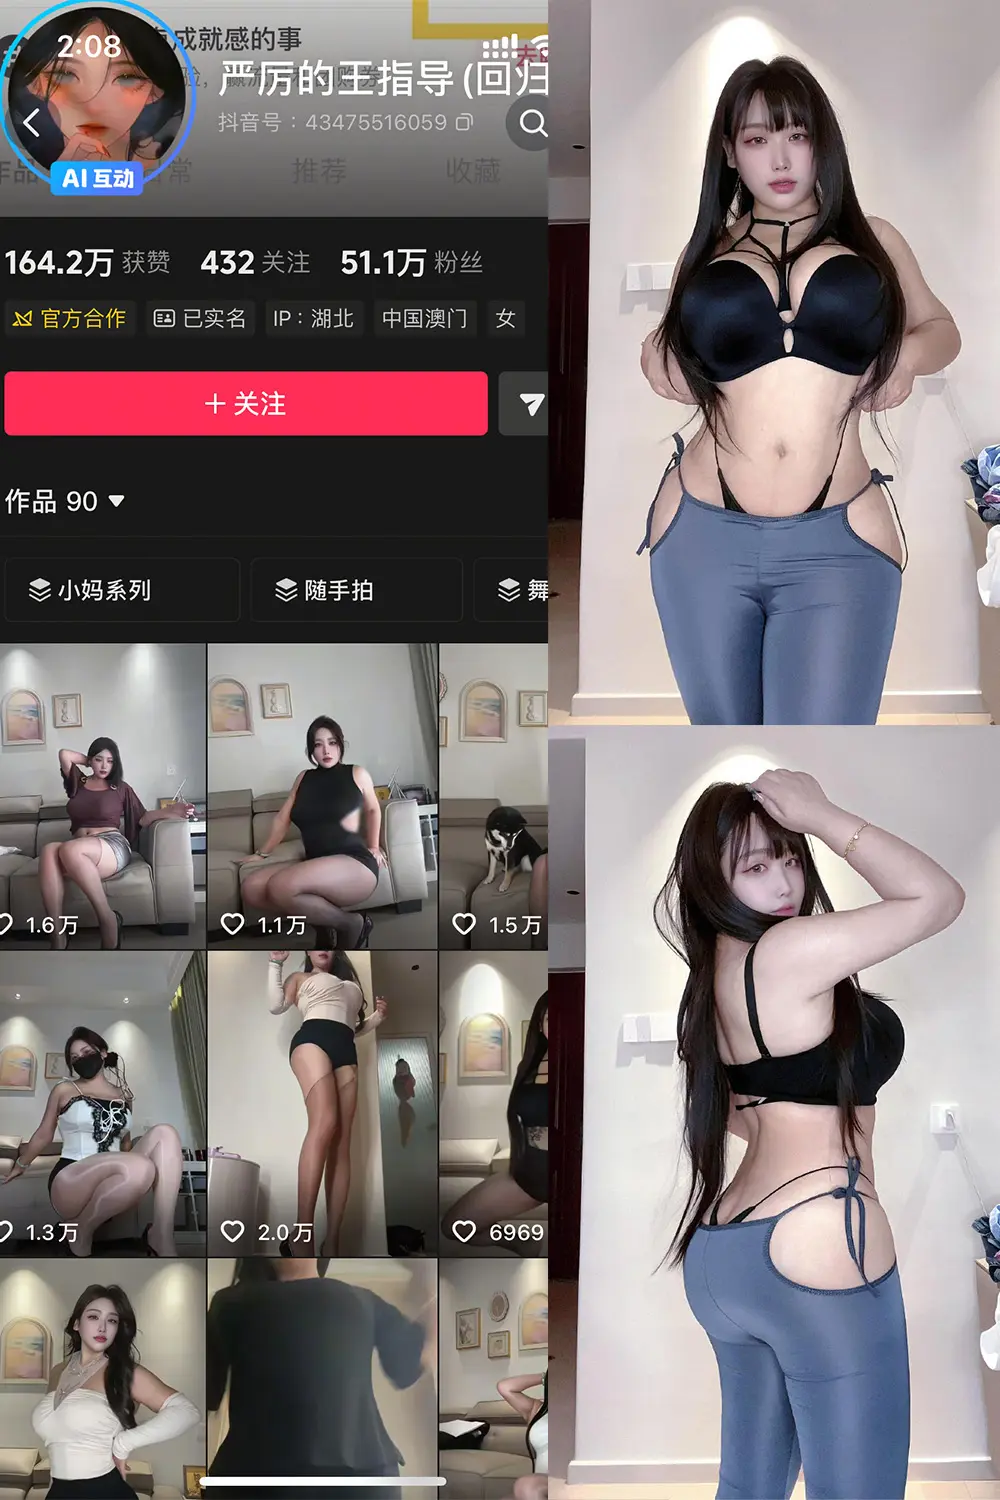 成就感的事
2:08
严厉的王指导(回归
抖音号：43475516059
作品
日常
推荐
收藏
AI 互动
164.2万 获赞 432 关注 51.1万 粉丝
官方合作 已实名 IP：湖北 中国澳门 女
+ 关注
作品 90
小妈系列 随手拍 舞
1.6万 1.1万 1.5万
1.3万 2.0万 6969